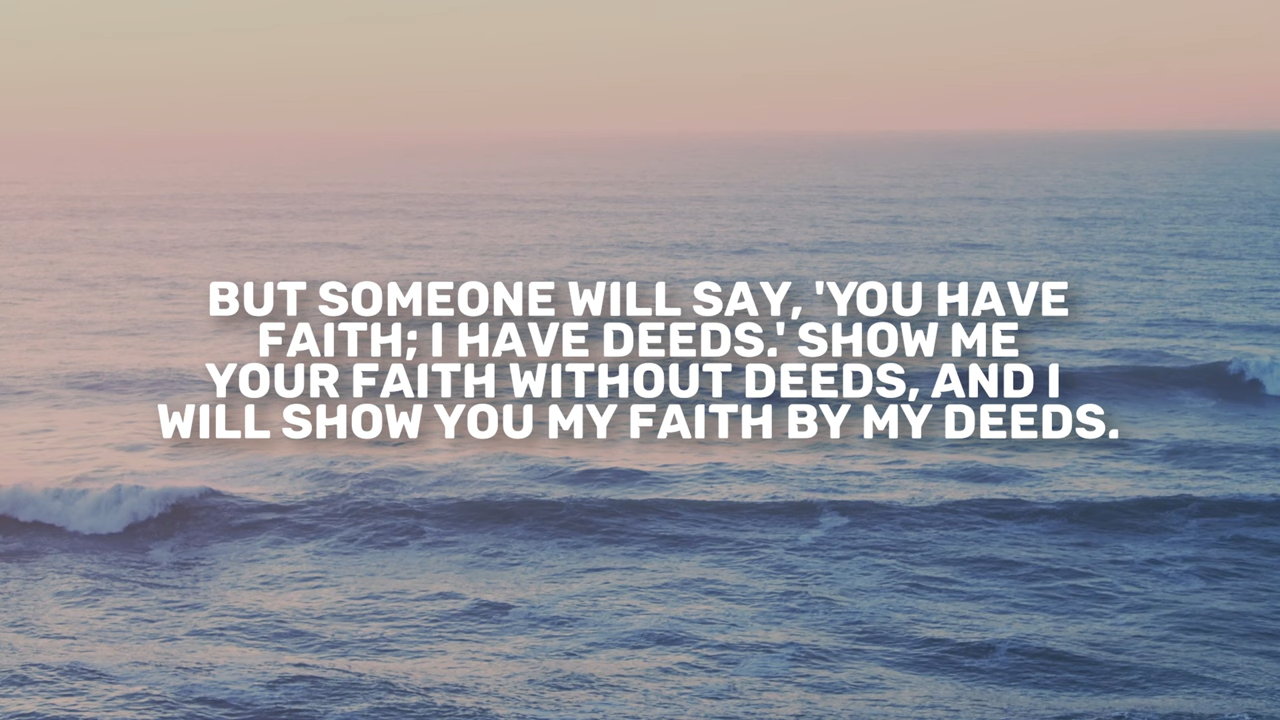 BUT SOMEONE WILL SAY, 'YOU HAVE
FAITH; I HAVE DEEDS.' SHOW ME
YOUR FAITH WITHOUT DEEDS, AND I
WILL SHOW YOU MY FAITH BY MY DEEDS.